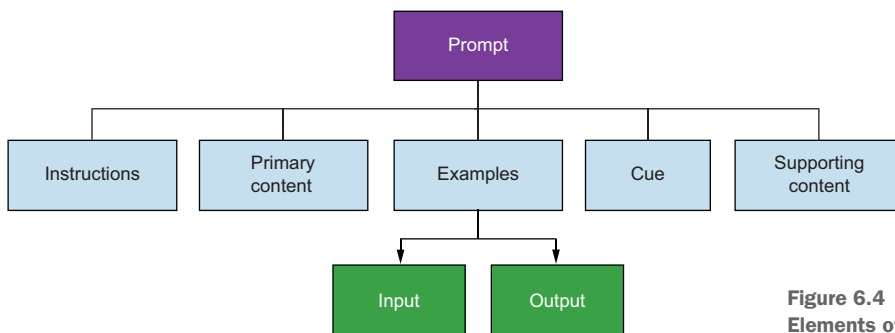 Prompt
Instructions
Primary
content
Examples
Cue
Supporting
content
Input
Output
Figure 6.4
Elements o